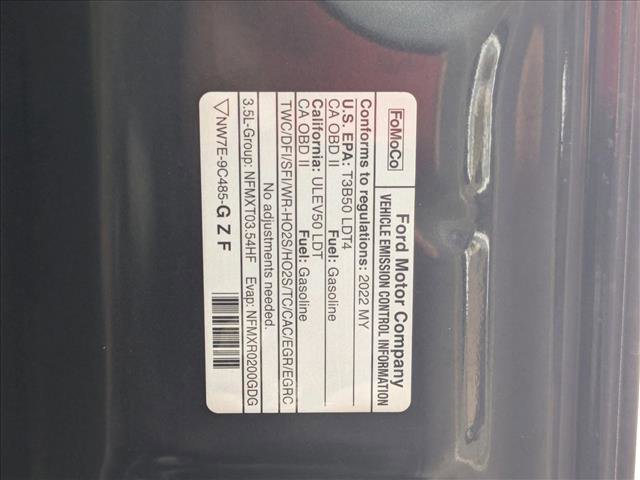 FoMoCo
Ford Motor Company
VEHICLE EMISSION CONTROL INFORMATION
Conforms to regulations: 2022 MY
U.S. EPA: T3B50 LDT4
CA OBD II Fuel: Gasoline
California: ULEV50 LDT
CA OBD II Fuel: Gasoline
TWC/DFI/SFI/WR-HO2S/HO2S/TC/CAC/EGR/EGRC
No adjustments needed.
3.5L-Group: NFMXT03.54HF Evap: NFMXR0200GDG
NW7E-9C485-G Z F